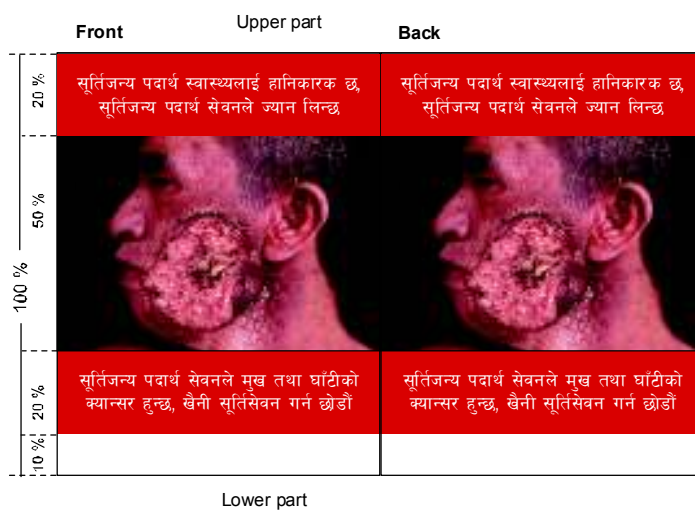 Upper part
Front
Back
20 %
50 %
100 %
20 %
10 %
सूर्तिजन्य पदार्थ स्वास्थ्यलाई हानिकारक छ,
सूर्तिजन्य पदार्थ सेवनले ज्यान लिन्छ
सूर्तिजन्य पदार्थ स्वास्थ्यलाई हानिकारक छ,
सूर्तिजन्य पदार्थ सेवनले ज्यान लिन्छ
सूर्तिजन्य पदार्थ सेवनले मुख तथा घाँटीको
क्यान्सर हुन्छ, खैनी सूर्तिसेवन गर्न छोडौं
सूर्तिजन्य पदार्थ सेवनले मुख तथा घाँटीको
क्यान्सर हुन्छ, खैनी सूर्तिसेवन गर्न छोडौं
Lower part